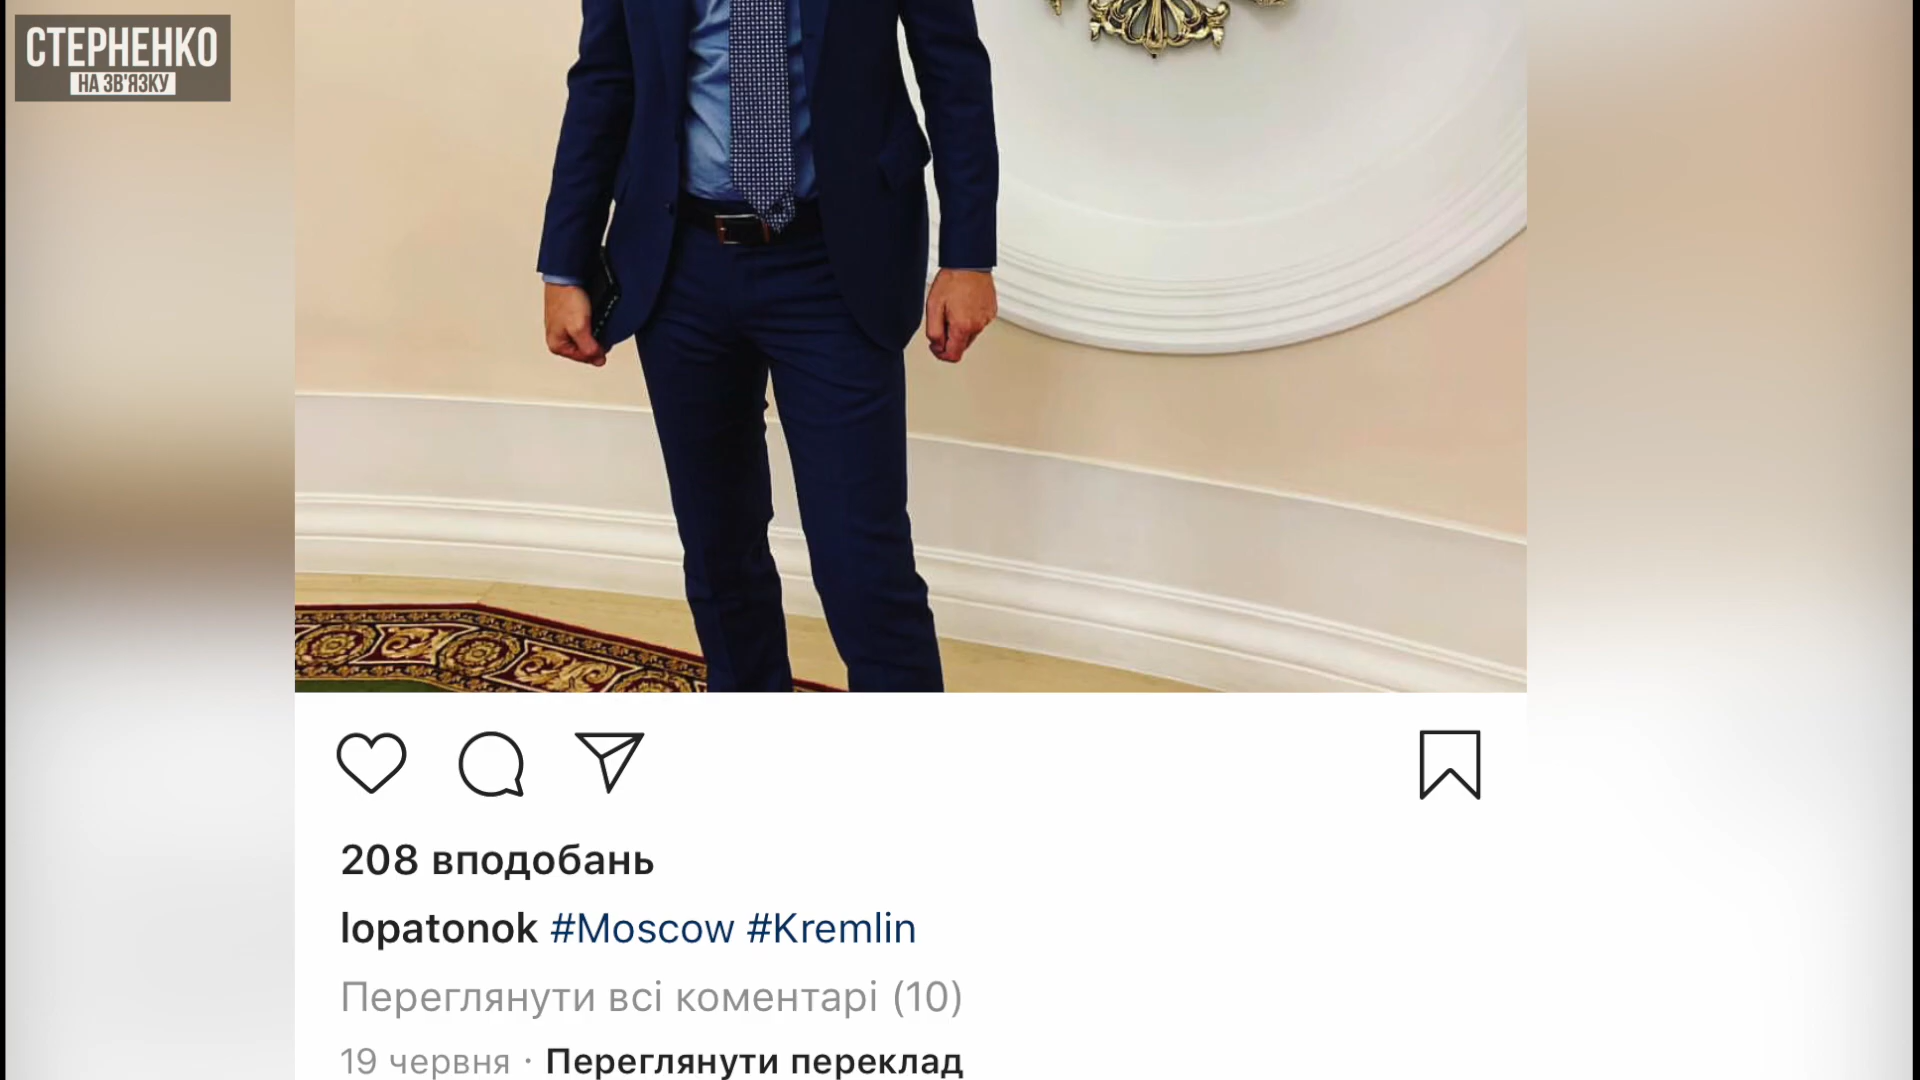 СТЕРНЕНКО
НА ЗВ'ЯЗКУ
208 вподобань
lopatonok #Moscow #Kremlin
Переглянути всі коментарі (10)
19 червня · Переглянути переклад